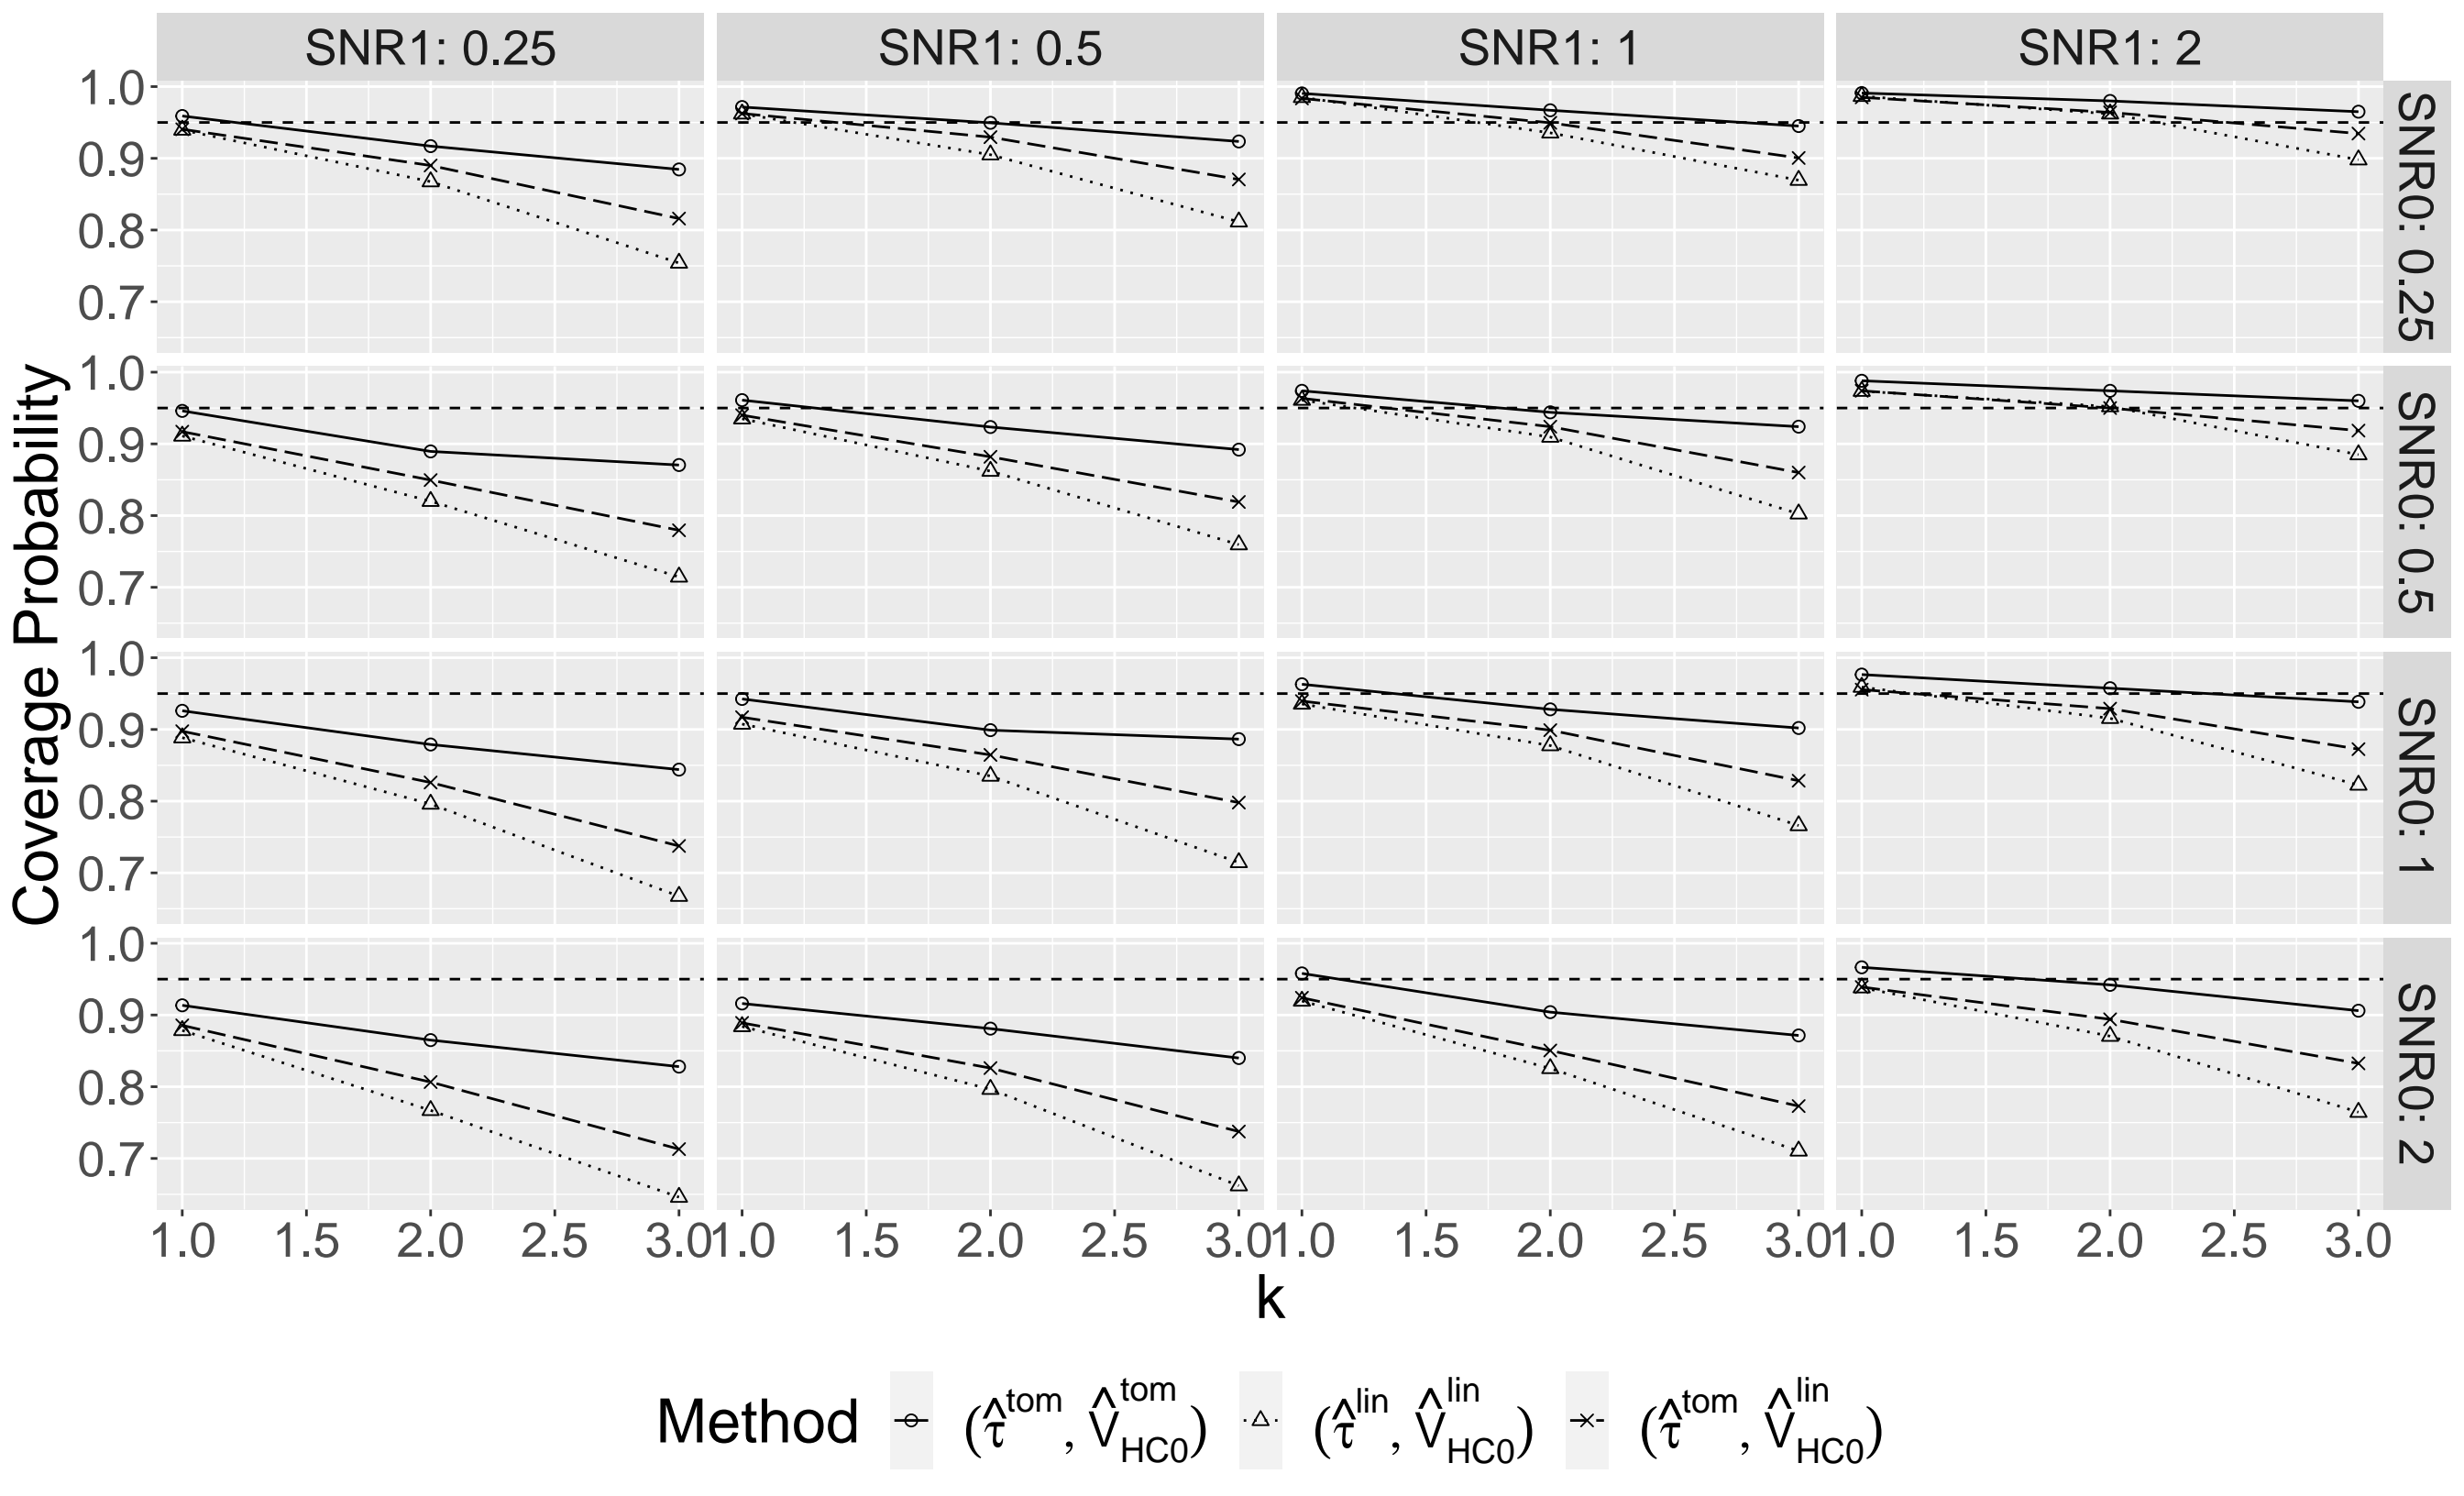 SNR1: 0.25 SNR1: 0.5 SNR1: 1 SNR1: 2
Coverage Probability
1.0
0.9
0.8
0.7
SNR0: 0.25
1.0
0.9
0.8
0.7
SNR0: 0.5
1.0
0.9
0.8
0.7
SNR0: 1
1.0
0.9
0.8
0.7
SNR0: 2
1.0 1.5 2.0 2.5 3.0 1.0 1.5 2.0 2.5 3.0 1.0 1.5 2.0 2.5 3.0 1.0 1.5 2.0 2.5 3.0
k
Method (τ̂^tom, V̂^tom_HC0) (τ̂^lin, V̂^lin_HC0) (τ̂^tom, V̂^lin_HC0)